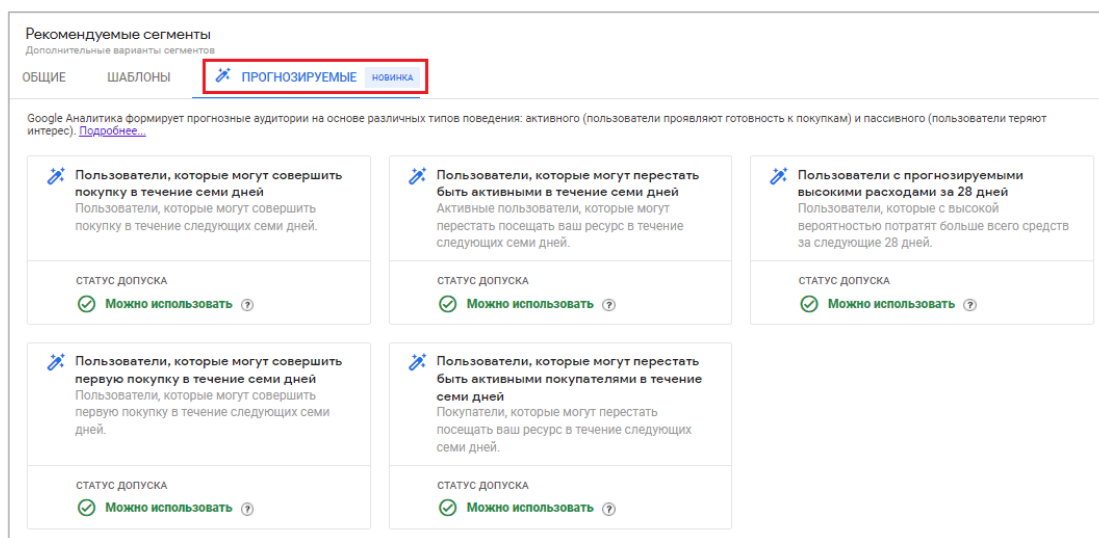 Рекомендуемые сегменты
Дополнительные варианты сегментов
ОБЩИЕ ШАБЛОНЫ ПРОГНОЗИРУЕМЫЕ НОВИНКА
Google Аналитика формирует прогнозные аудитории на основе различных типов поведения: активного (пользователи проявляют готовность к покупкам) и пассивного (пользователи теряют
интерес). Подробнее...
Пользователи, которые могут совершить
покупку в течение семи дней
Пользователи, которые могут совершить
покупку в течение следующих семи дней.
СТАТУС ДОПУСКА
Можно использовать ?
Пользователи, которые могут перестать
быть активными в течение семи дней
Активные пользователи, которые могут
перестать посещать ваш ресурс в течение
следующих семи дней.
СТАТУС ДОПУСКА
Можно использовать ?
Пользователи с прогнозируемыми
высокими расходами за 28 дней
Пользователи, которые с высокой
вероятностью потратят больше всего средств
за следующие 28 дней.
СТАТУС ДОПУСКА
Можно использовать ?
Пользователи, которые могут совершить
первую покупку в течение семи дней
Пользователи, которые могут совершить
первую покупку в течение следующих семи
дней.
СТАТУС ДОПУСКА
Можно использовать ?
Пользователи, которые могут перестать
быть активными покупателями в течение
семи дней
Покупатели, которые могут перестать
посещать ваш ресурс в течение следующих
семи дней.
СТАТУС ДОПУСКА
Можно использовать ?